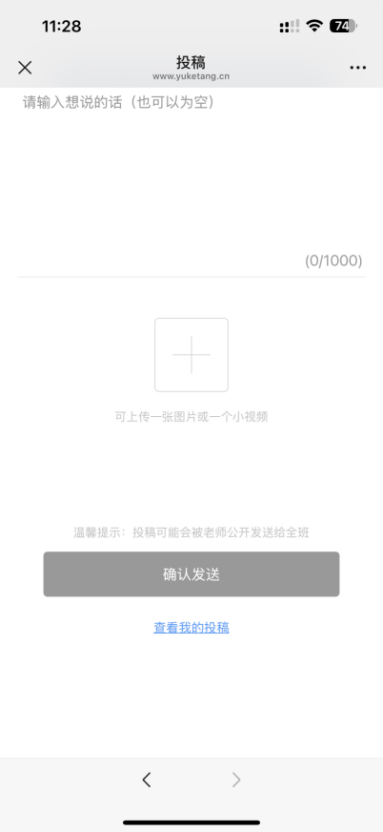 11:28
74
投稿
www.yuketang.cn
请输入想说的话（也可以为空）
(0/1000)
可上传一张图片或一个小视频
温馨提示：投稿可能会被老师公开发送给全班
确认发送
查看我的投稿